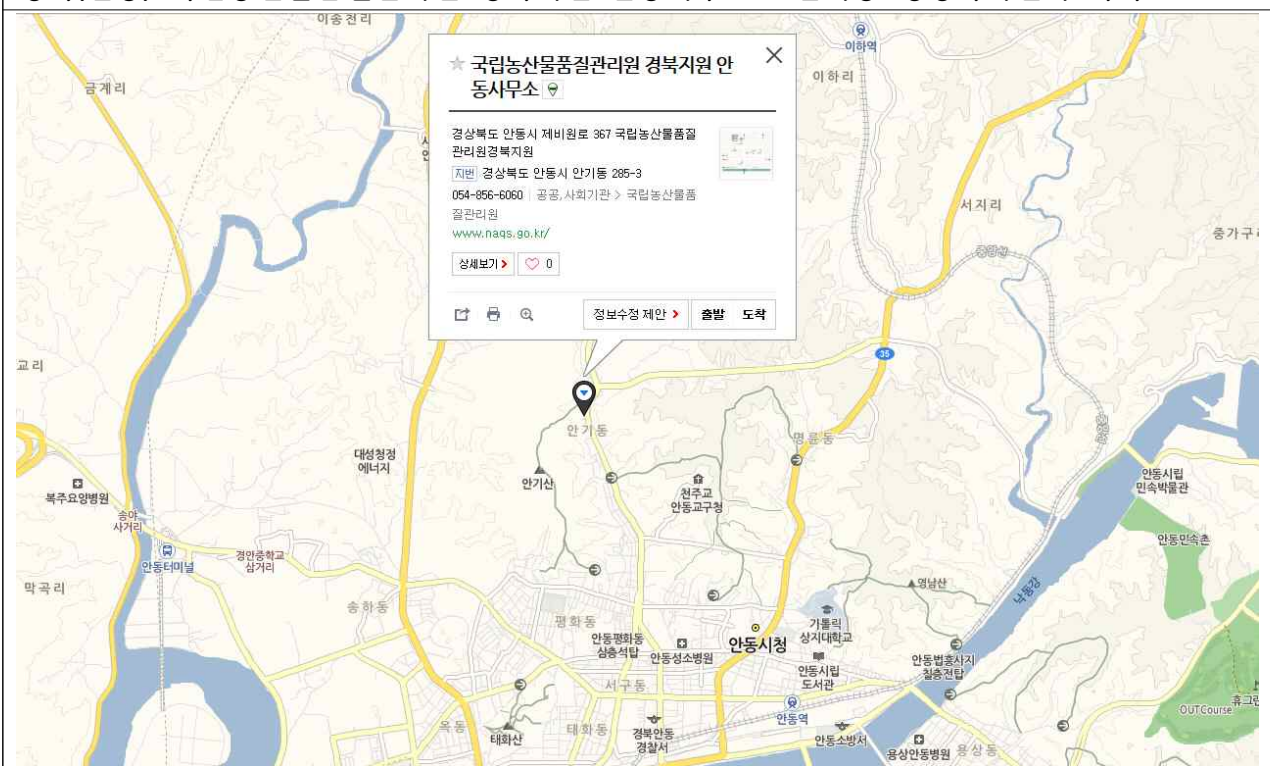 이송천리
이하역
금계리
이하리
국립농산물품질관리원 경북지원 안
동사무소
경상북도 안동시 제비원로 367 국립농산물품질
관리원경북지원
지번 경상북도 안동시 안기동 285-3
054-856-6060 공공,사회기관 > 국립농산물품
질관리원
www.naqs.go.kr/
상세보기 >
0
정보수정 제안 >
출발 도착
서지리
중앙선
교리
35
안기동
명륜동
대성청정
에너지
안기산
천주교
안동교구청
복주요양병원
송야
사거리
안동터미널
경안중학교
삼거리
안동시립
민속박물관
안동민속촌
막곡리
송하동
평화동
영남산
낙동강
안동평화동
삼층석탑
안동성소병원
안동시청
가톨릭
상지대학교
안동시립
도서관
안동법흥사지
칠층전탑
서구동
안동역
OUTCourse
옥동
태화산
태화동
경북안동
경찰서
안동소방서
용상안동병원
용상동